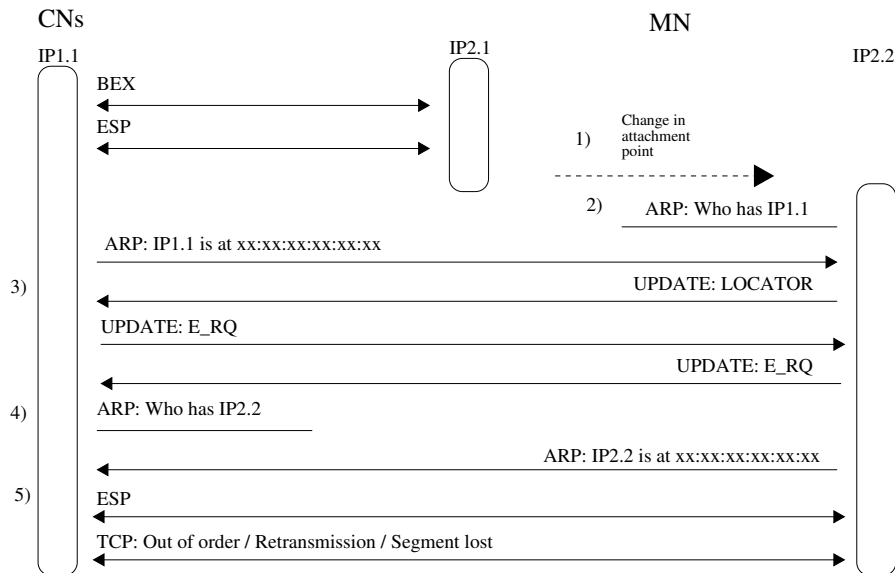 CNs
MN
IP1.1
IP2.1
IP2.2
BEX
ESP
1)
Change in
attachment
point
2)
ARP: Who has IP1.1
ARP: IP1.1 is at xx:xx:xx:xx:xx:xx
3)
UPDATE: LOCATOR
UPDATE: E_RQ
UPDATE: E_RQ
4)
ARP: Who has IP2.2
ARP: IP2.2 is at xx:xx:xx:xx:xx:xx
5)
ESP
TCP: Out of order / Retransmission / Segment lost